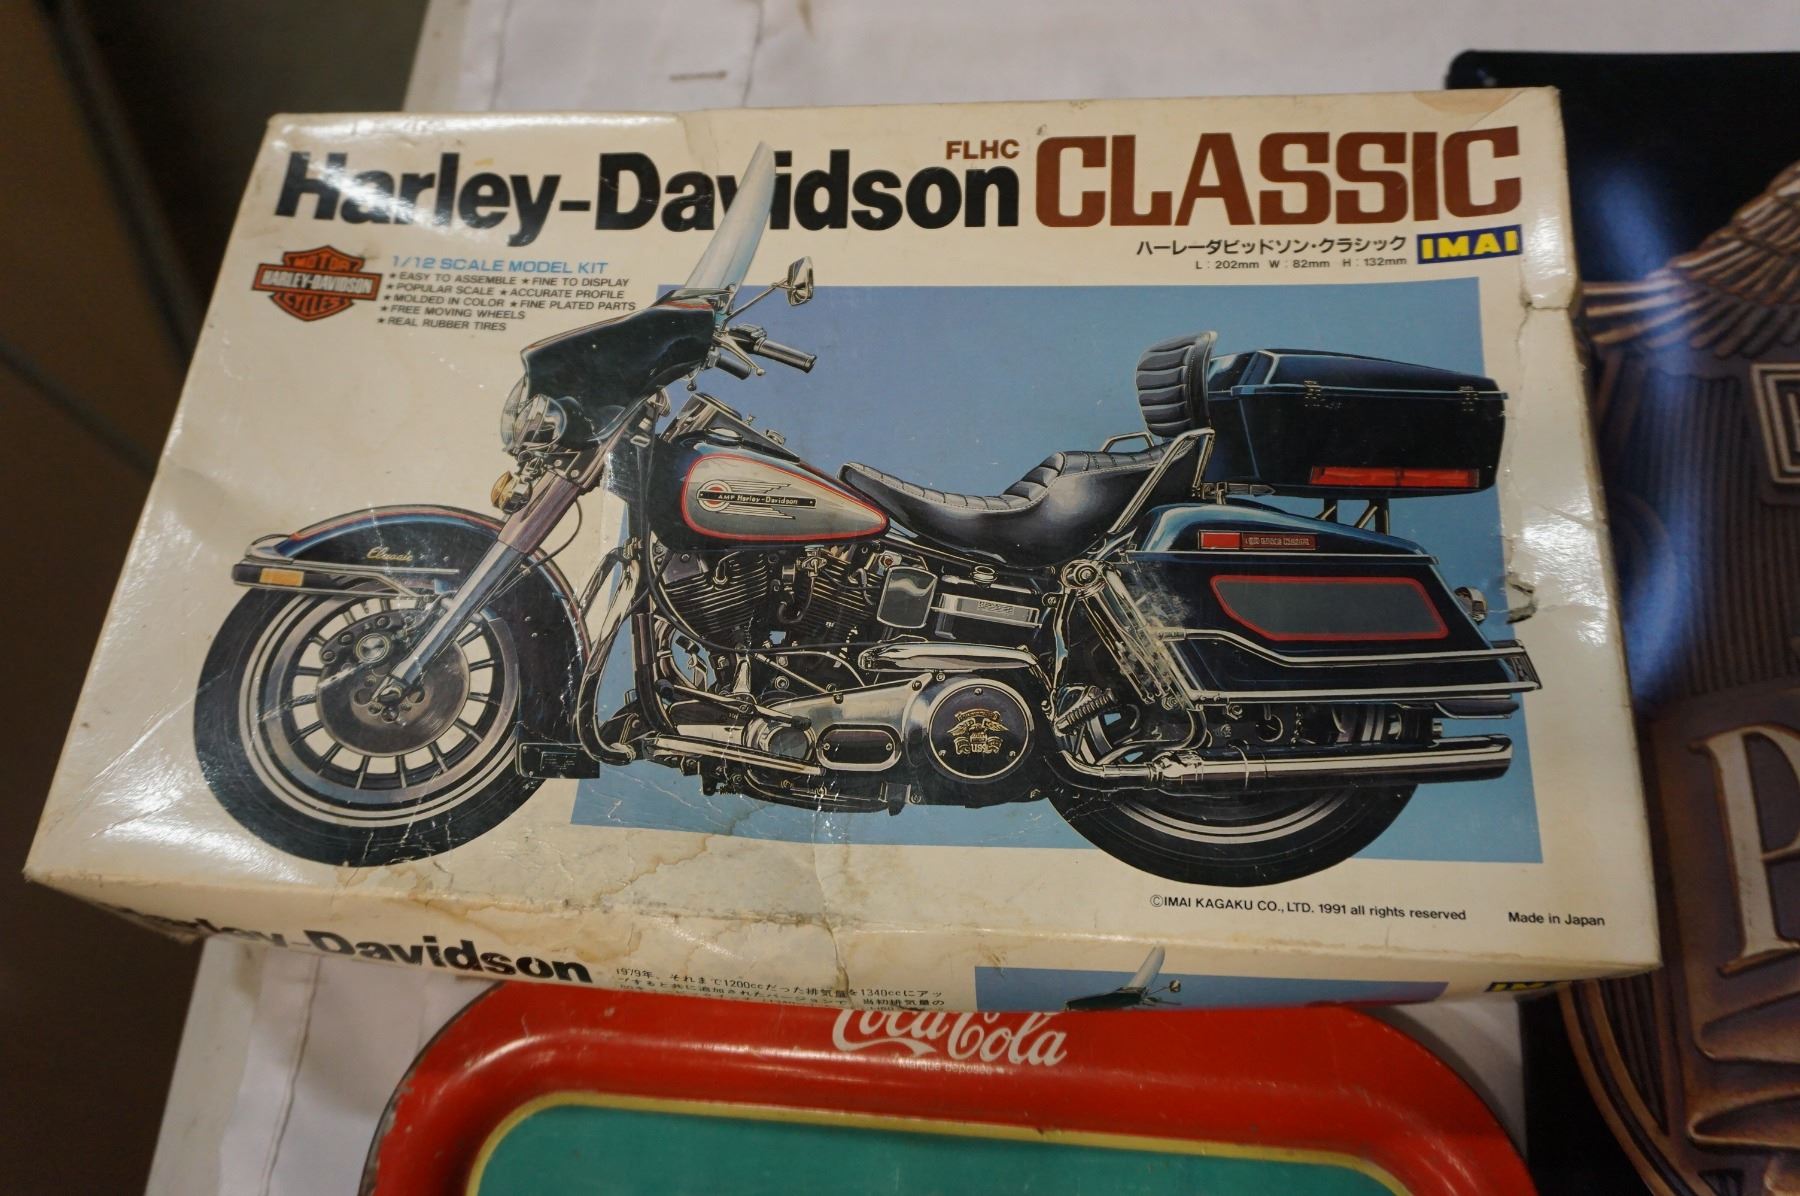 Harley-Davidson FLHC CLASSIC
ハーレーダビッドソン・クラシック IMAI
L:202mm W:82mm H:132mm
MOTOR
HARLEY-DAVIDSON
CYCLES
1/12 SCALE MODEL KIT
★EASY TO ASSEMBLE ★FINE TO DISPLAY
★POPULAR SCALE ★ACCURATE PROFILE
★MOLDED IN COLOR ★FINE PLATED PARTS
★FREE MOVING WHEELS
★REAL RUBBER TIRES
AMF Harley-Davidson
Classic
USA
©IMAI KAGAKU CO., LTD. 1991 all rights reserved
Made in Japan
Harley-Davidson
1979年、それまで1200ccだった排気量を1340ccにアッ
Coca-Cola
Marque déposée
P